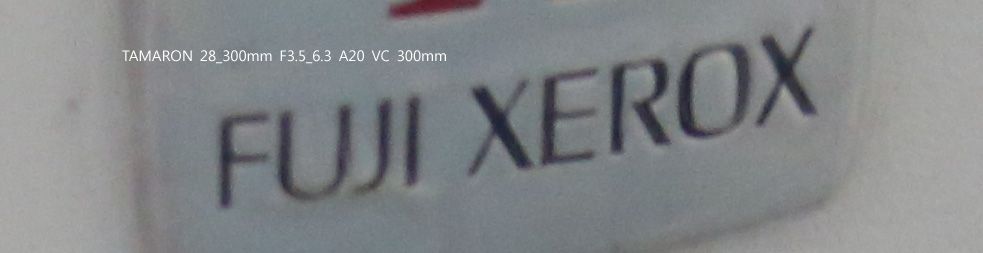 TAMARON 28_300mm F3.5_6.3 A20 VC 300mm
FUJI XEROX